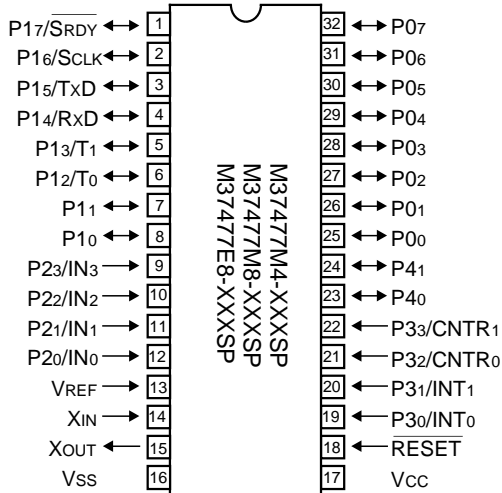 P17/SRDY 1 32 P07
P16/SCLK 2 31 P06
P15/TXD 3 30 P05
P14/RXD 4 29 P04
P13/T1 5 28 P03
P12/T0 6 27 P02
P11 7 26 P01
P10 8 25 P00
P23/IN3 9 24 P41
P22/IN2 10 23 P40
P21/IN1 11 22 P33/CNTR1
P20/IN0 12 21 P32/CNTR0
VREF 13 20 P31/INT1
XIN 14 19 P30/INT0
XOUT 15 18 RESET
VSS 16 17 VCC
M37477M4-XXXSP
M37477M8-XXXSP
M37477E8-XXXSP